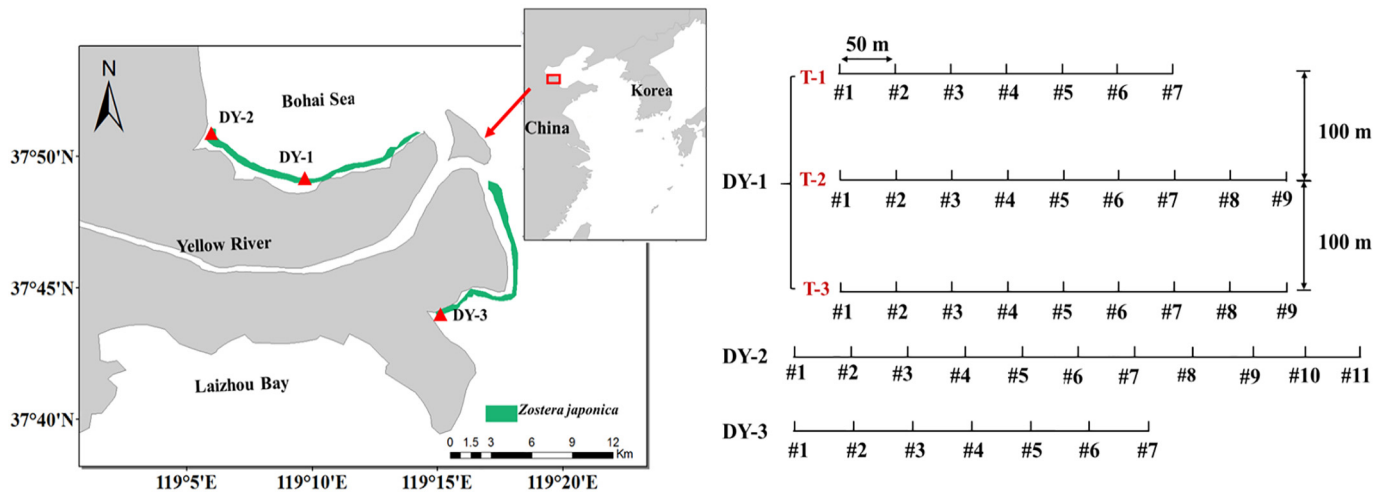 N
Bohai Sea
DY-2
DY-1
Yellow River
DY-3
Laizhou Bay
Zostera japonica
0 1.5 3 6 9 12
Km
37°50'N
37°45'N
37°40'N
119°5'E 119°10'E 119°15'E 119°20'E
Korea
China
50 m
T-1
#1 #2 #3 #4 #5 #6 #7
100 m
DY-1
T-2
#1 #2 #3 #4 #5 #6 #7 #8 #9
100 m
T-3
#1 #2 #3 #4 #5 #6 #7 #8 #9
DY-2
#1 #2 #3 #4 #5 #6 #7 #8 #9 #10 #11
DY-3
#1 #2 #3 #4 #5 #6 #7